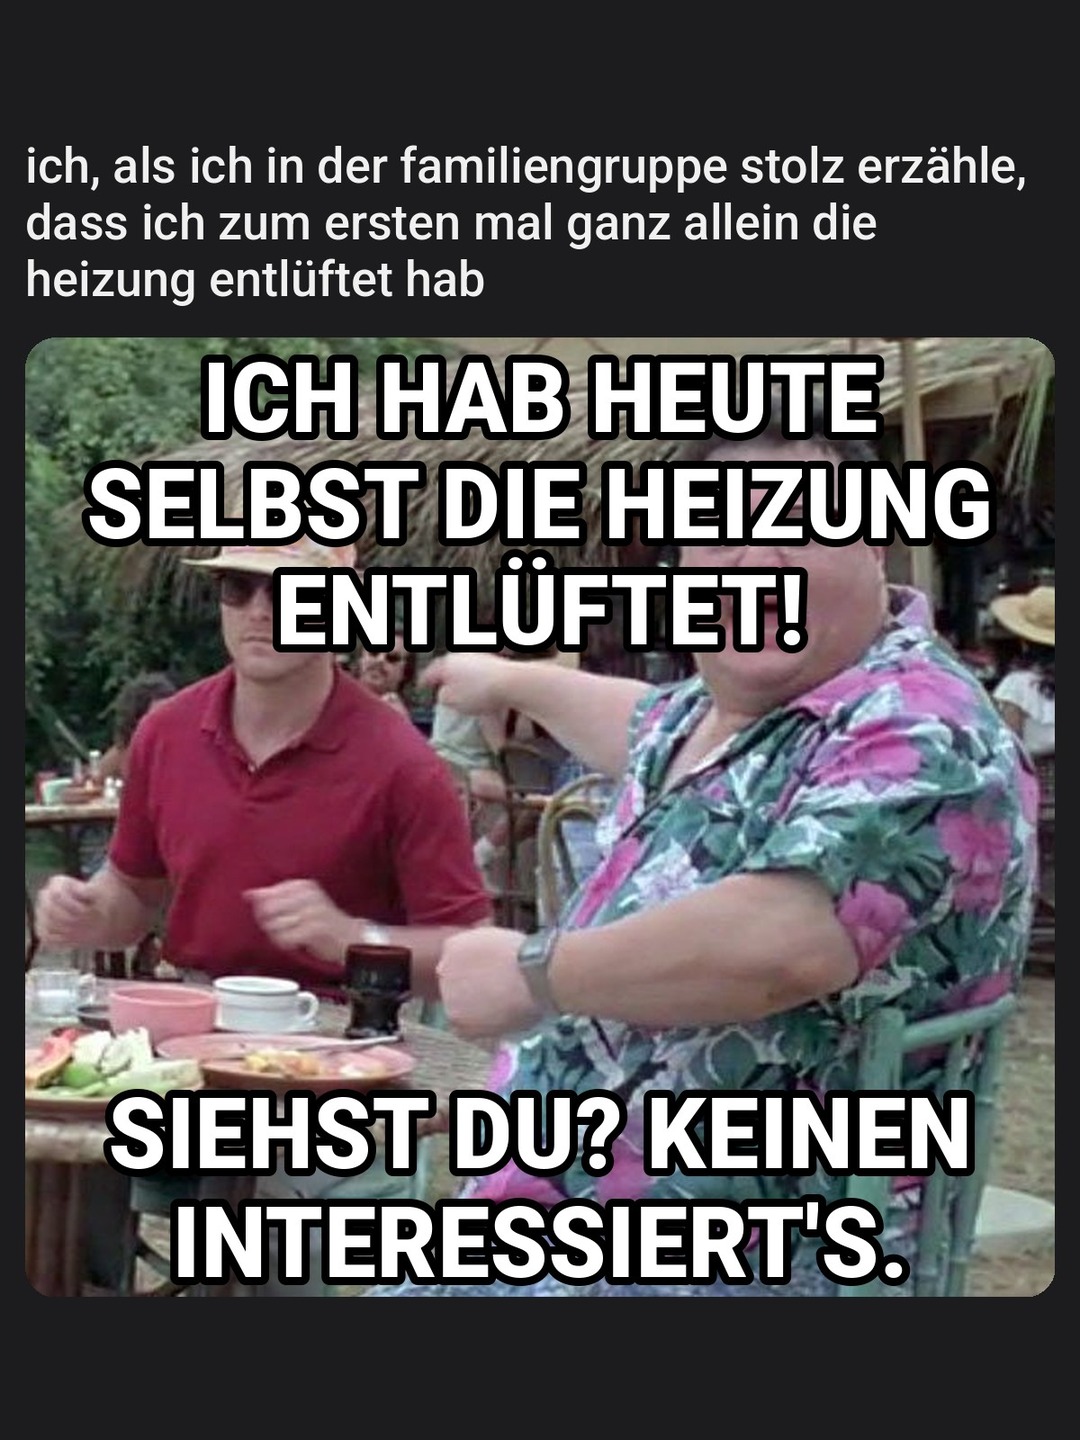 ich, als ich in der familiengruppe stolz erzähle,
dass ich zum ersten mal ganz allein die
heizung entlüftet hab
ICH HAB HEUTE
SELBST DIE HEIZUNG
ENTLÜFTET!
SIEHST DU? KEINEN
INTERESSIERT'S.